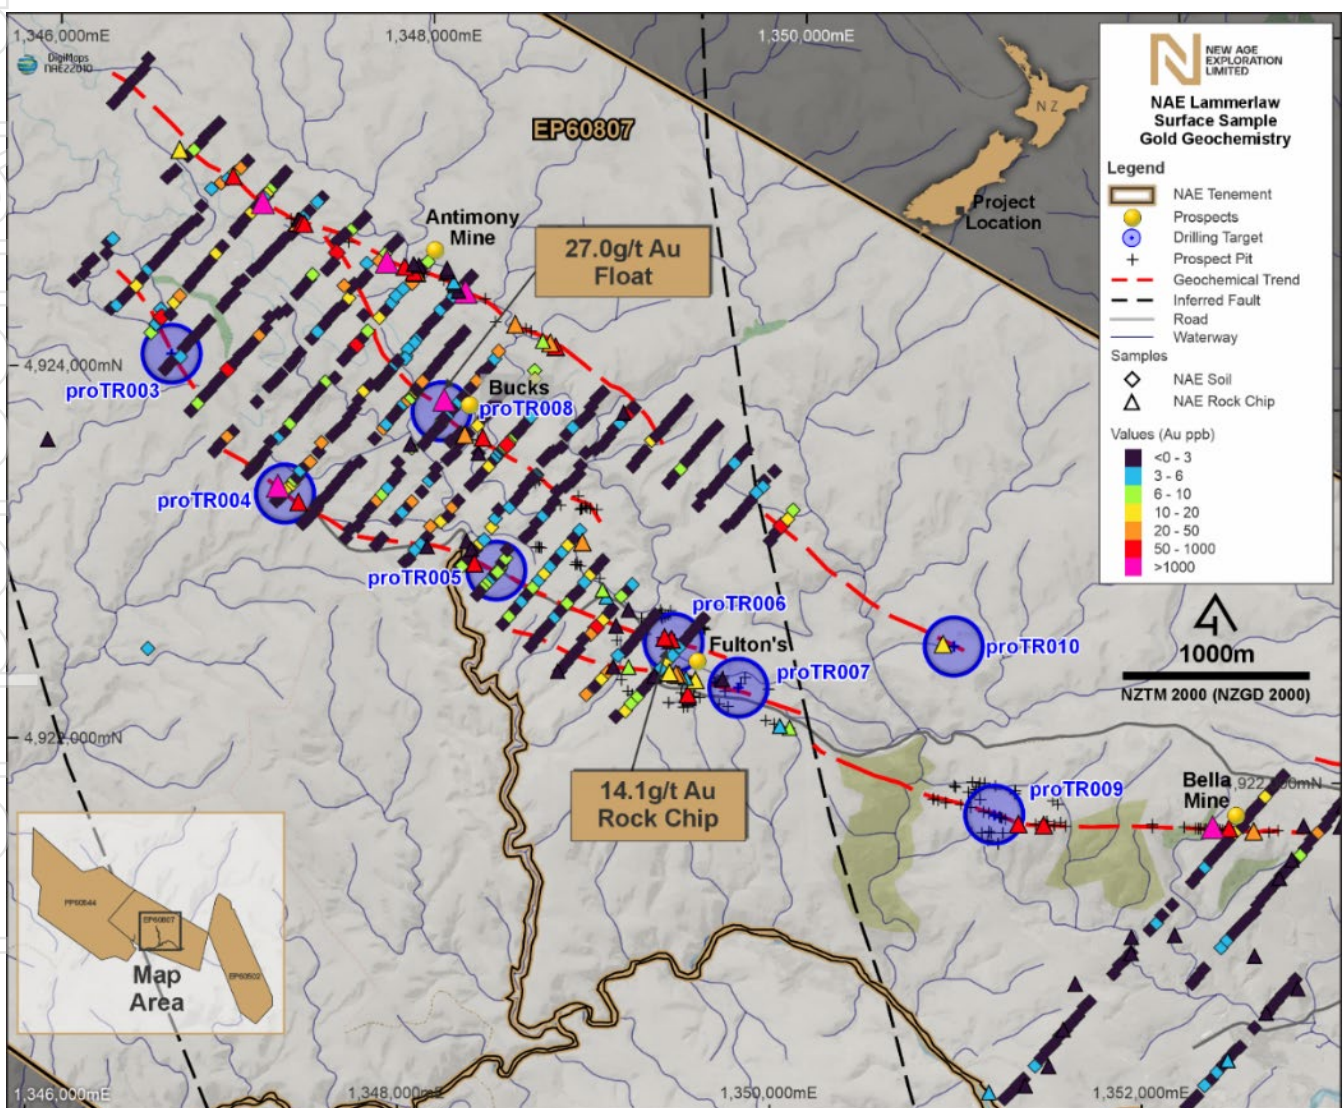 1,346,000mE
1,348,000mE
1,350,000mE
DigiMaps
NAEZ2010
EP60807
NZ
Project
Location
NEW AGE
EXPLORATION
LIMITED
NAE Lammerlaw
Surface Sample
Gold Geochemistry
Legend
NAE Tenement
Prospects
Drilling Target
Prospect Pit
Geochemical Trend
Inferred Fault
Road
Waterway
Samples
NAE Soil
NAE Rock Chip
Values (Au ppb)
<0 - 3
3 - 6
6 - 10
10 - 20
20 - 50
50 - 1000
>1000
1000m
NZTM 2000 (NZGD 2000)
Antimony
Mine
27.0g/t Au
Float
4,924,000mN
proTR003
Bucks
proTR008
proTR004
proTR005
proTR006
Fulton's
proTR007
proTR010
4,922,000mN
14.1g/t Au
Rock Chip
proTR009
Bella
Mine
EP60807
EP60502
Map
Area
1,346,000mE
1,348,000mE
1,350,000mE
1,352,000mE